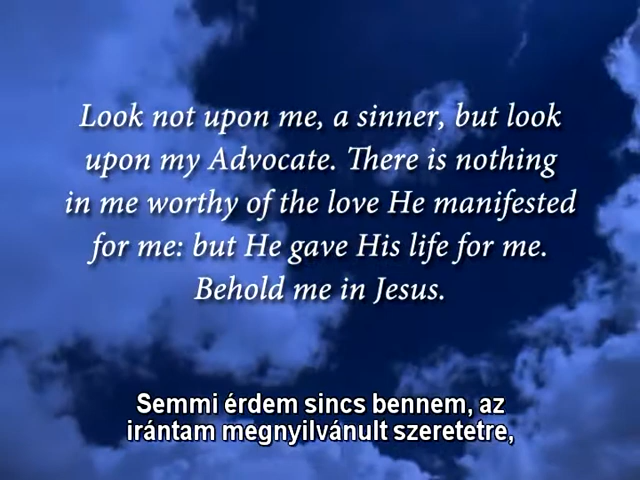 Look not upon me, a sinner, but look
upon my Advocate. There is nothing
in me worthy of the love He manifested
for me: but He gave His life for me.
Behold me in Jesus.
Semmi érdem sincs bennem, az
irántam megnyilvánult szeretetre,